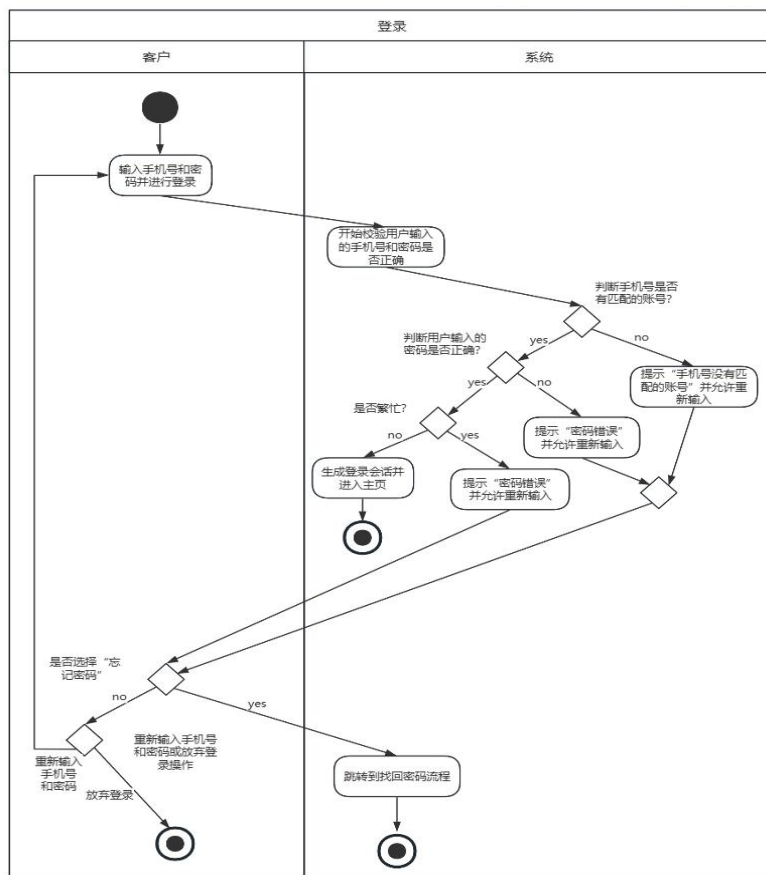 登录
客户
系统
输入手机号和密
码并进行登录
开始校验用户输入
的手机号和密码是
否正确
判断手机号是否
有匹配的账号?
判断用户输入的
密码是否正确?
yes
no
提示“手机号没有匹
配的账号”并允许重
新输入
yes
no
是否繁忙?
no
yes
提示“密码错误”
并允许重新输入
生成登录会话并
进入主页
提示“密码错误”
并允许重新输入
是否选择“忘
记密码”
no
yes
重新输入手机号
和密码或放弃登
录操作
重新输入
手机号
和密码
放弃登录
跳转到找回密码流程